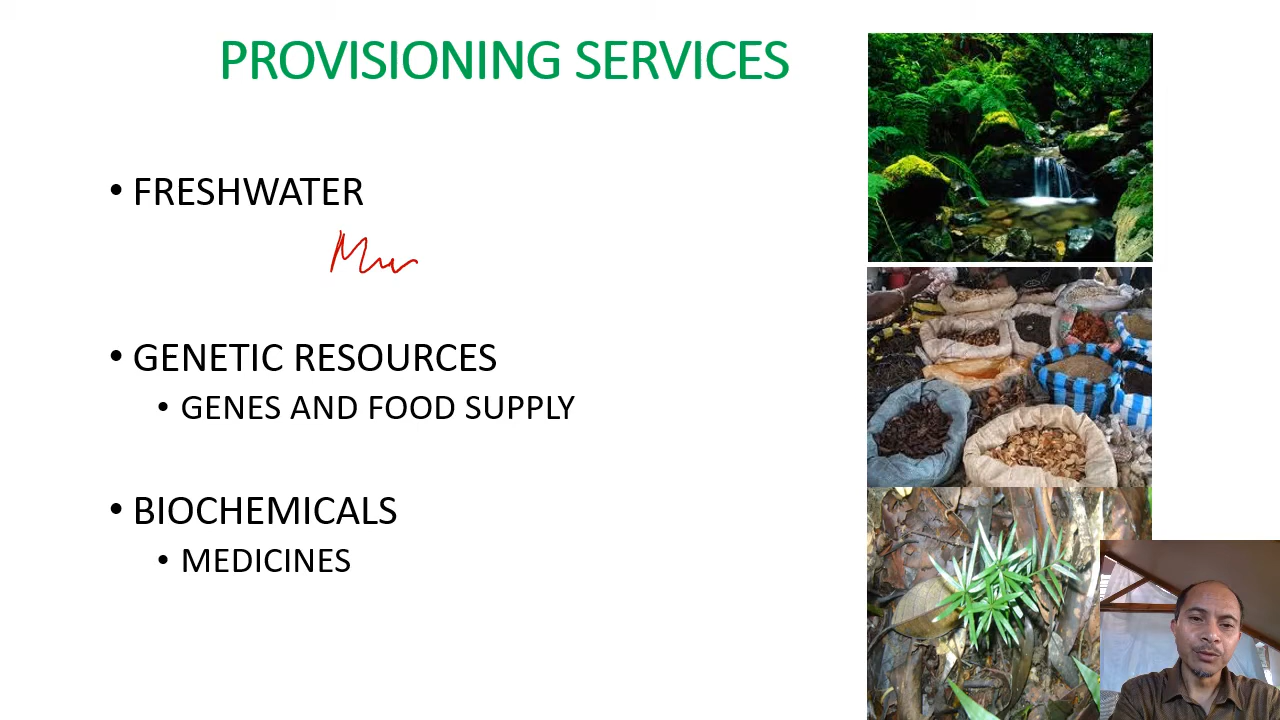 PROVISIONING SERVICES
• FRESHWATER
• GENETIC RESOURCES
• GENES AND FOOD SUPPLY
• BIOCHEMICALS
• MEDICINES